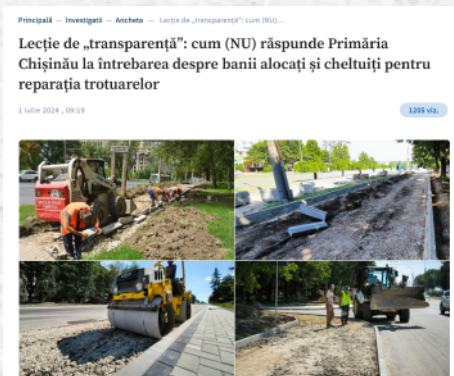 Principală — Investigații — Ancheta — Lecție de „transparență”: cum (NU)...
Lecție de „transparență”: cum (NU) răspunde Primăria
Chișinău la întrebarea despre banii alocați și cheltuiți pentru
reparația trotuarelor
1 iulie 2024 , 09:19
1205 viz.